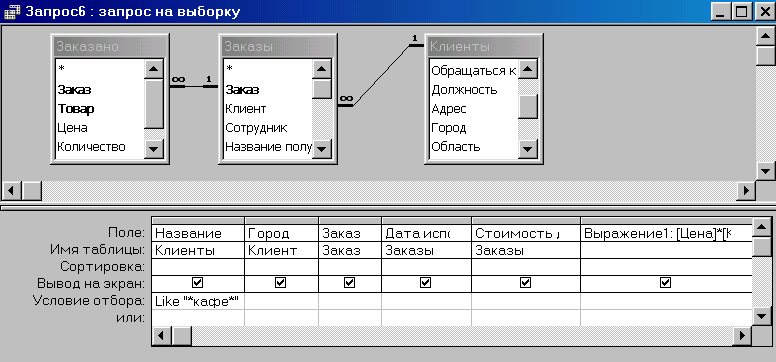 Запрос6 : запрос на выборку
Заказано
*
Заказ
Товар
Цена
Количество
Заказы
*
Заказ
Клиент
Сотрудник
Название полу
Клиенты
Обращаться к
Должность
Адрес
Город
Область
∞ 1
∞ 1
Поле: Название Город Заказ Дата испо Стоимость д Выражение1: [Цена]*[К
Имя таблицы: Клиенты Клиент Заказ Заказы Заказы
Сортировка:
Вывод на экран:
Условие отбора: Like "*кафе*"
или: